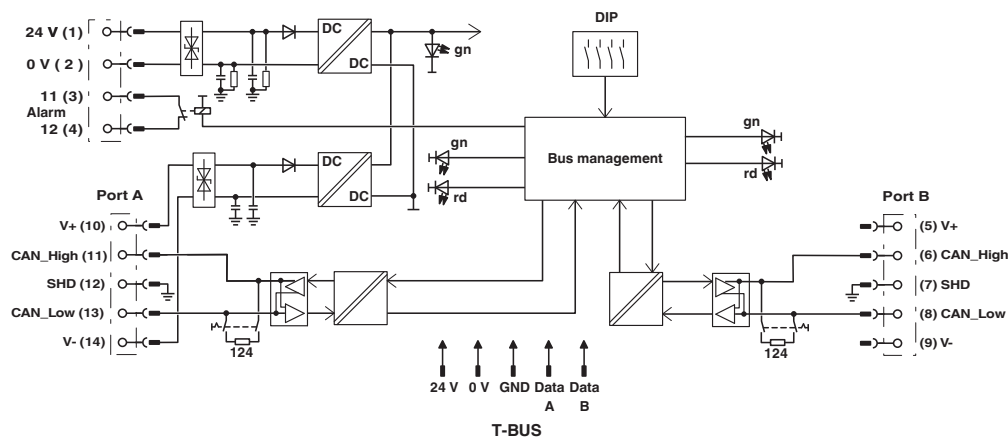 DIP
24 V (1)
0 V ( 2 )
11 (3)
Alarm
12 (4)
DC
DC
gn
Bus management
gn
rd
gn
rd
DC
DC
Port A
V+ (10)
CAN_High (11)
SHD (12)
CAN_Low (13)
V- (14)
124
Port B
(5) V+
(6) CAN_High
(7) SHD
(8) CAN_Low
(9) V-
124
24 V
0 V
GND
Data A
Data B
T-BUS